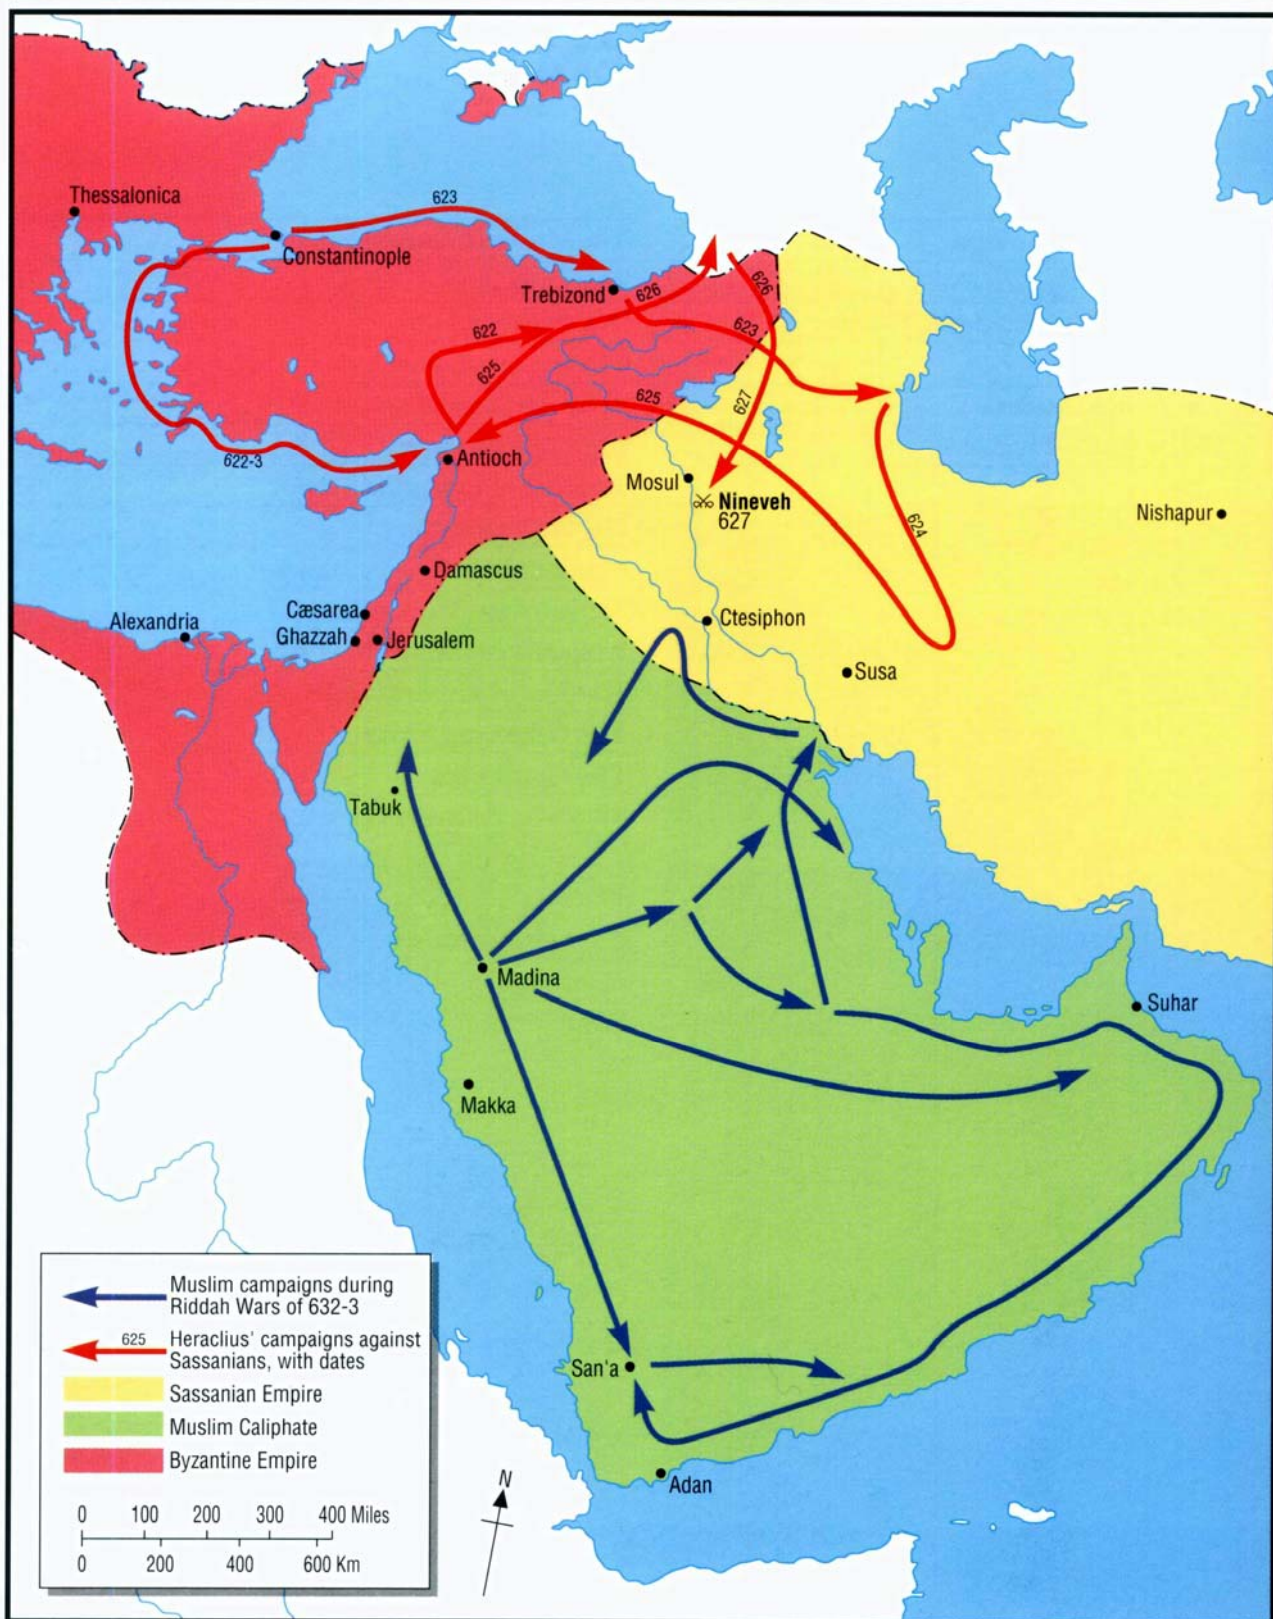 Thessalonica
623
Constantinople
Trebizond
626
626
622
623
625
625
627
622-3
Antioch
Mosul
Nineveh
627
624
Nishapur
Damascus
Cæsarea
Alexandria
Ghazzah
Jerusalem
Ctesiphon
Susa
Tabuk
Madina
Suhar
Makka
San'a
Adan
Muslim campaigns during
Riddah Wars of 632-3
625
Heraclius' campaigns against
Sassanians, with dates
Sassanian Empire
Muslim Caliphate
Byzantine Empire
0 100 200 300 400 Miles
0 200 400 600 Km
N